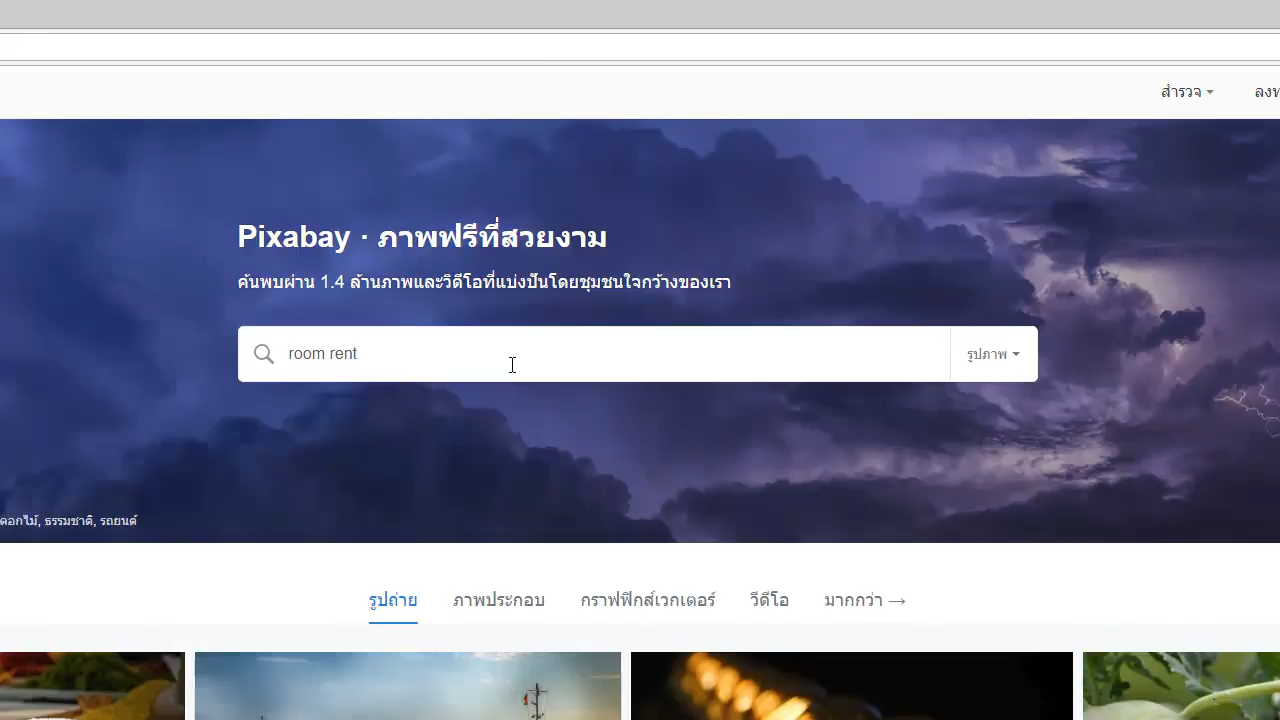 สำรวจ
Pixabay · ภาพฟรีที่สวยงาม
ค้นพบผ่าน 1.4 ล้านภาพและวิดีโอที่แบ่งปันโดยชุมชนใจกว้างของเรา
room rent
รูปภาพ
ดอกไม้, ธรรมชาติ, รถยนต์
รูปถ่าย ภาพประกอบ กราฟฟิกส์เวกเตอร์ วีดีโอ มากกว่า →